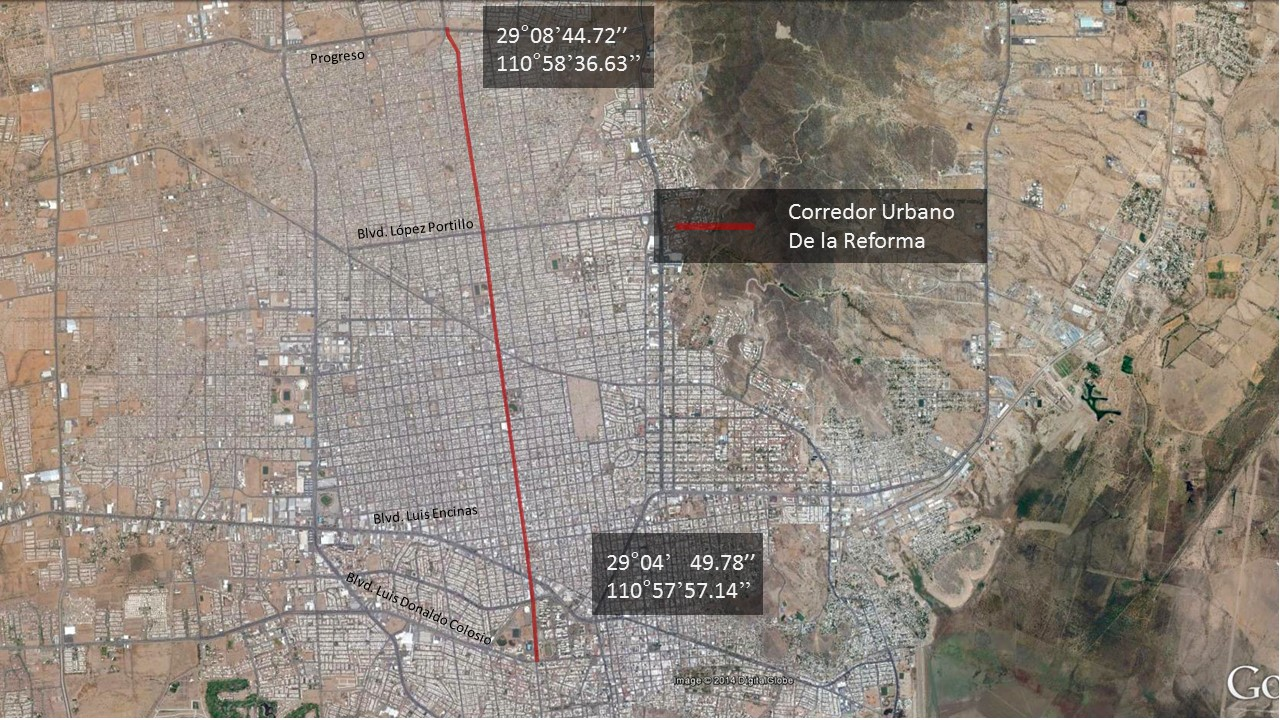 29°08’44.72’’
110°58’36.63’’
Progreso
Corredor Urbano
De la Reforma
Blvd. López Portillo
Blvd. Luis Encinas
29°04’ 49.78’’
110°57’57.14’’
Blvd. Luis Donaldo Colosio
Image © 2014 DigitalGlobe
Go